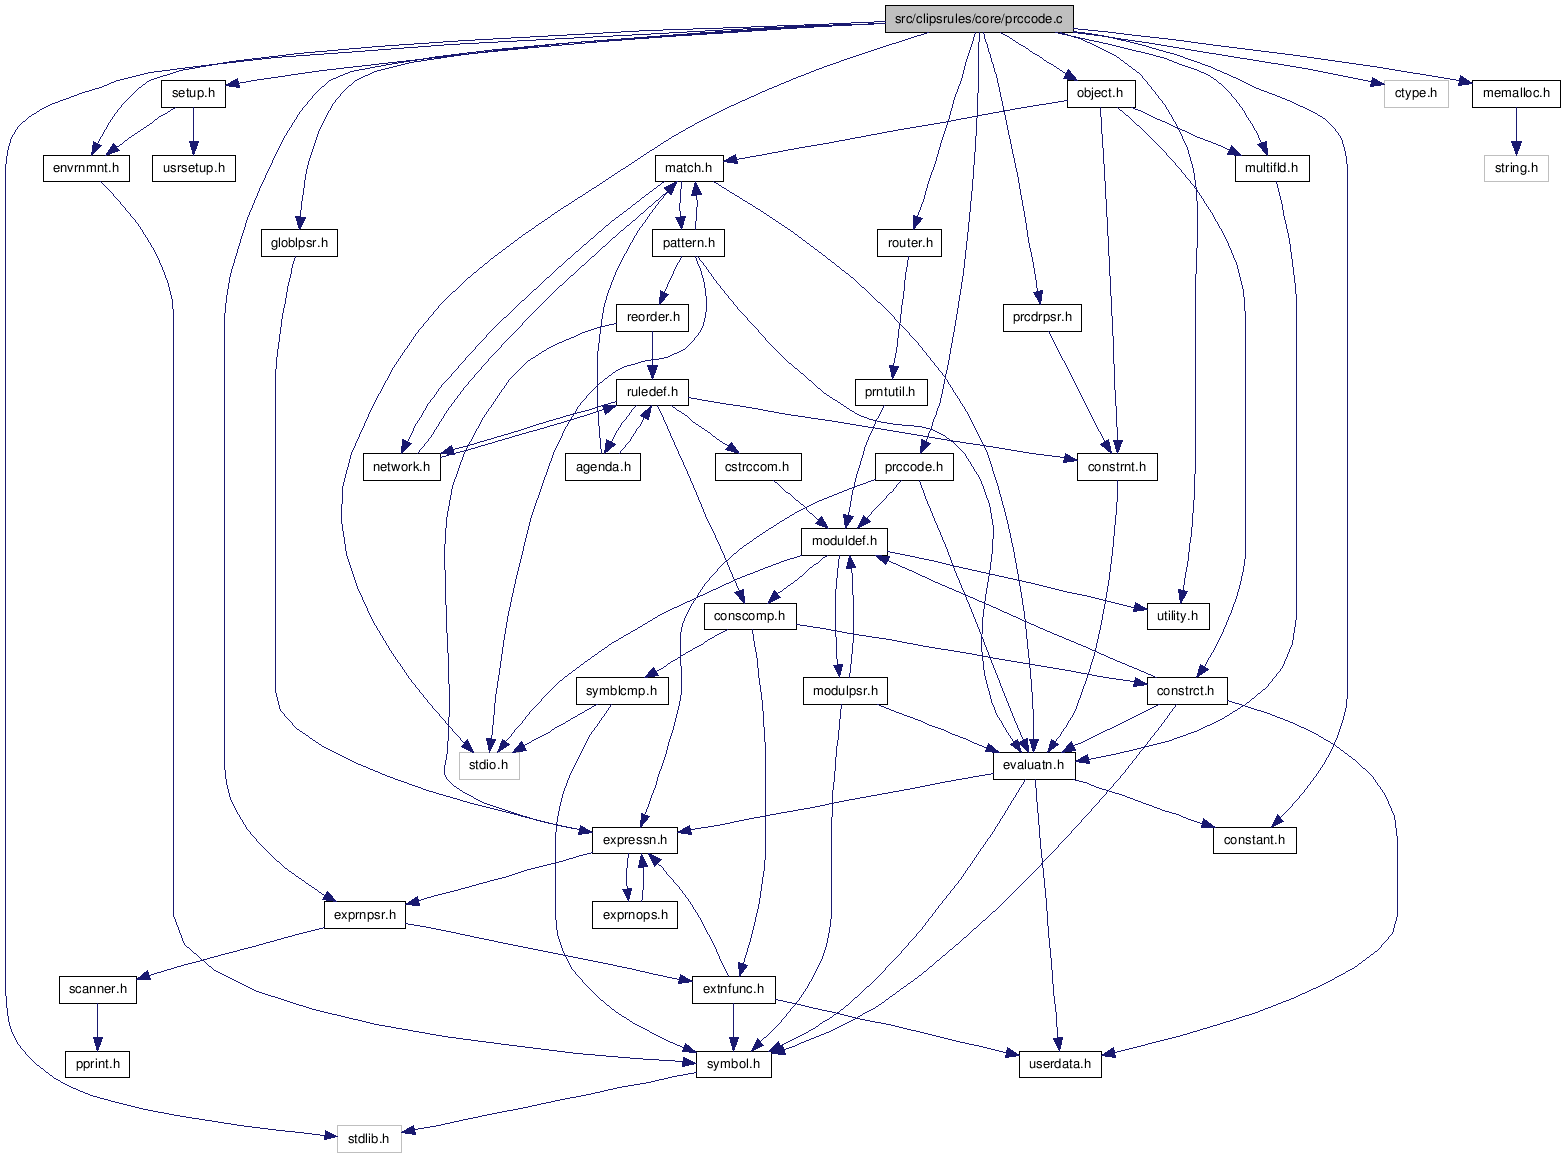 src/clipsrules/core/prccode.c
setup.h
object.h
ctype.h
memalloc.h
envrnmnt.h
usrsetup.h
match.h
multifld.h
string.h
globlpsr.h
pattern.h
router.h
reorder.h
prcdrpsr.h
ruledef.h
prntutil.h
network.h
agenda.h
cstrccom.h
prccode.h
constrnt.h
moduldef.h
conscomp.h
utility.h
symblcmp.h
modulpsr.h
constrct.h
stdio.h
evaluatn.h
expressn.h
constant.h
exprnpsr.h
exprnops.h
scanner.h
extnfunc.h
pprint.h
symbol.h
userdata.h
stdlib.h